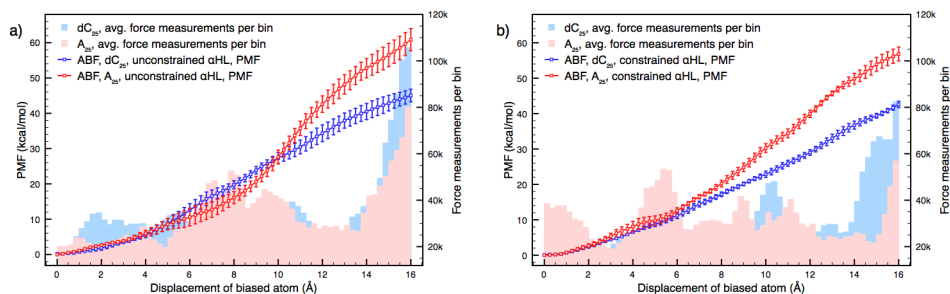 a)
dC25, avg. force measurements per bin
A25, avg. force measurements per bin
ABF, dC25, unconstrained αHL, PMF
ABF, A25, unconstrained αHL, PMF
PMF (kcal/mol)
60
50
40
30
20
10
0
0 2 4 6 8 10 12 14 16
Displacement of biased atom (Å)
120k
100k
80k
60k
40k
20k
Force measurements per bin
b)
dC25, avg. force measurements per bin
A25, avg. force measurements per bin
ABF, dC25, constrained αHL, PMF
ABF, A25, constrained αHL, PMF
PMF (kcal/mol)
60
50
40
30
20
10
0
0 2 4 6 8 10 12 14 16
Displacement of biased atom (Å)
120k
100k
80k
60k
40k
20k
Force measurements per bin